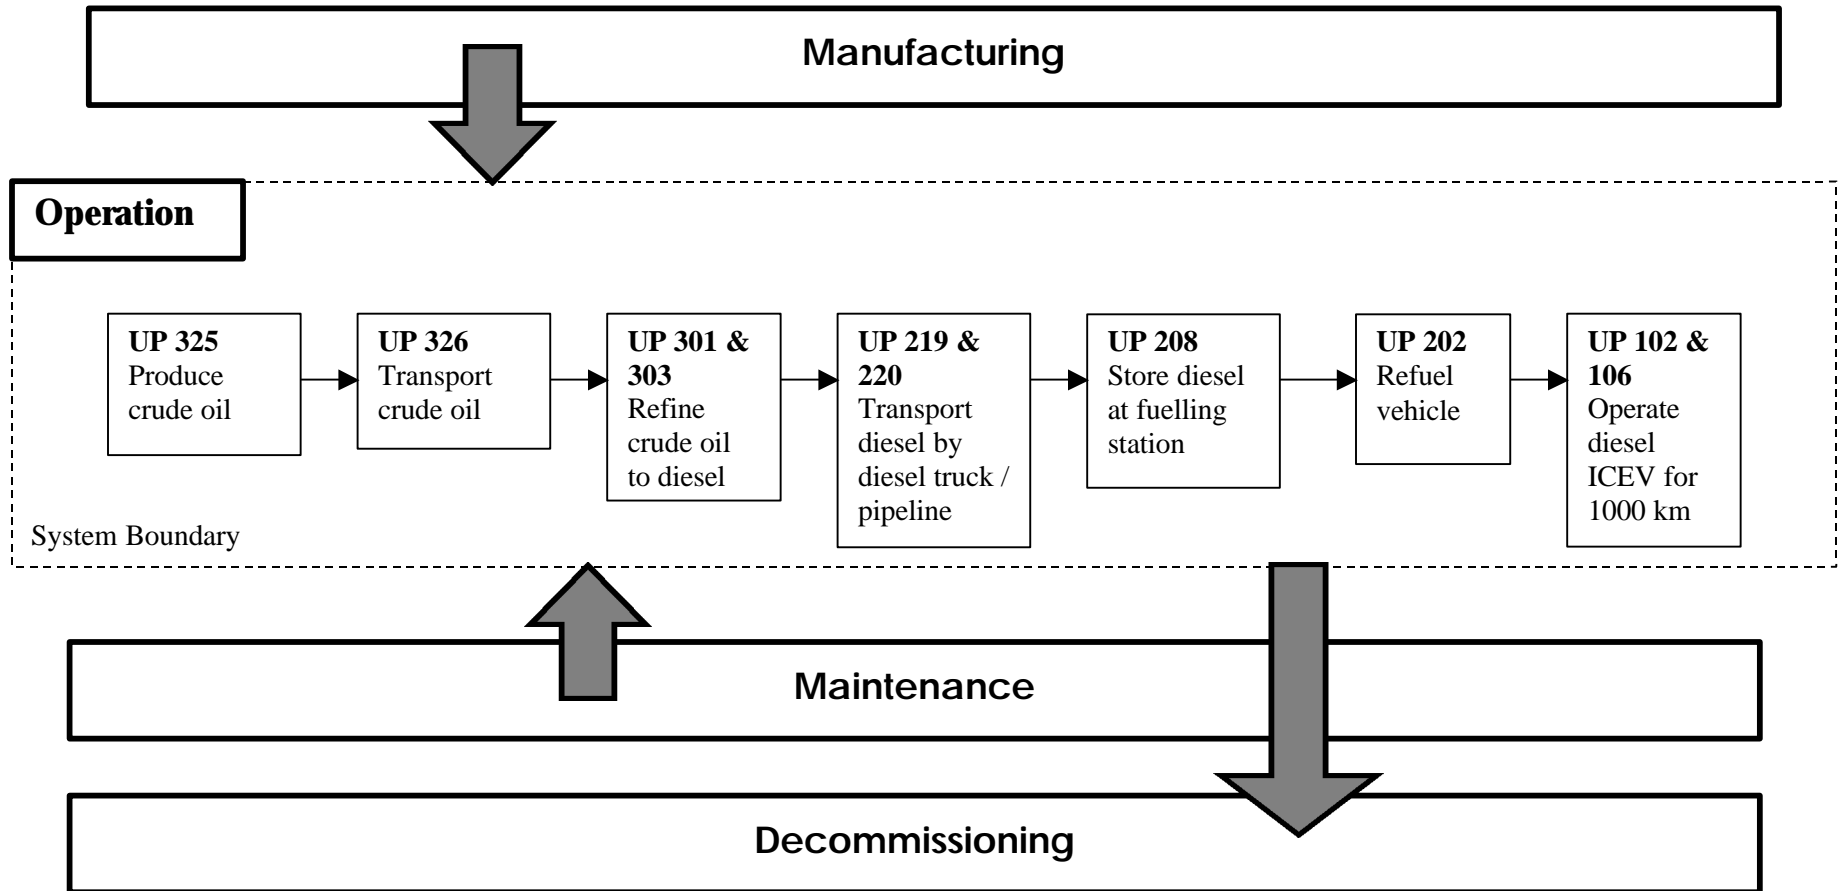 Manufacturing
Operation
UP 325
Produce
crude oil
UP 326
Transport
crude oil
UP 301 &
303
Refine
crude oil
to diesel
UP 219 &
220
Transport
diesel by
diesel truck /
pipeline
UP 208
Store diesel
at fuelling
station
UP 202
Refuel
vehicle
UP 102 &
106
Operate
diesel
ICEV for
1000 km
System Boundary
Maintenance
Decommissioning